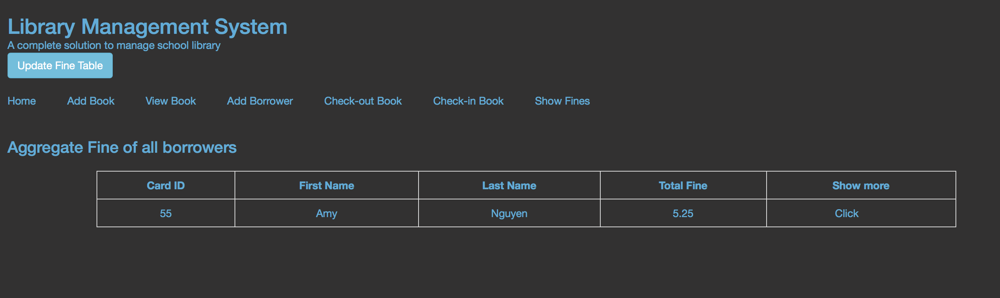 Library Management System
A complete solution to manage school library
Update Fine Table
Home Add Book View Book Add Borrower Check-out Book Check-in Book Show Fines
Aggregate Fine of all borrowers
Card ID First Name Last Name Total Fine Show more
55 Amy Nguyen 5.25 Click